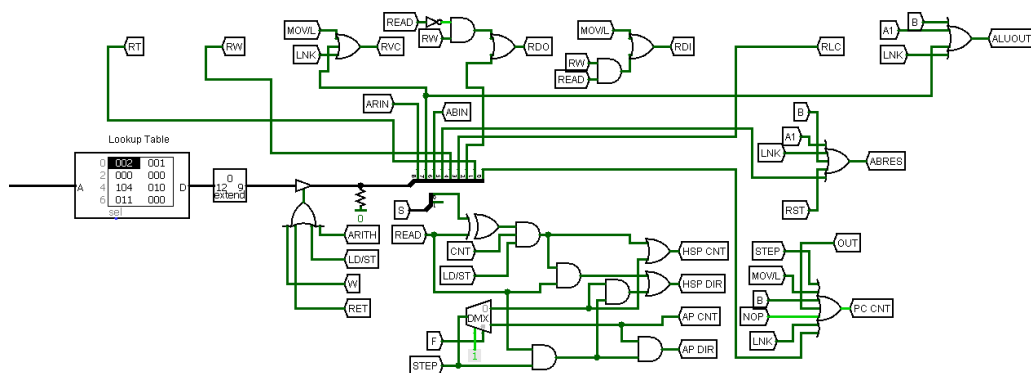 RT
RW
MOV/L
LNK
RVC
READ
RW
RDO
MOV/L
RW
READ
RDI
RLC
B
A1
LNK
ALUOUT
ARIN
ABIN
B
A1
LNK
RST
ABRES
Lookup Table
A
0 002 001
2 000 000
4 104 010
6 011 000
D
sel
0
12 9
extend
0
S
READ
CNT
LD/ST
ARITH
LD/ST
W
RET
HSP CNT
HSP DIR
DMX
0
F
1
STEP
AP CNT
AP DIR
STEP
MOV/L
B
NOP
LNK
OUT
PC CNT